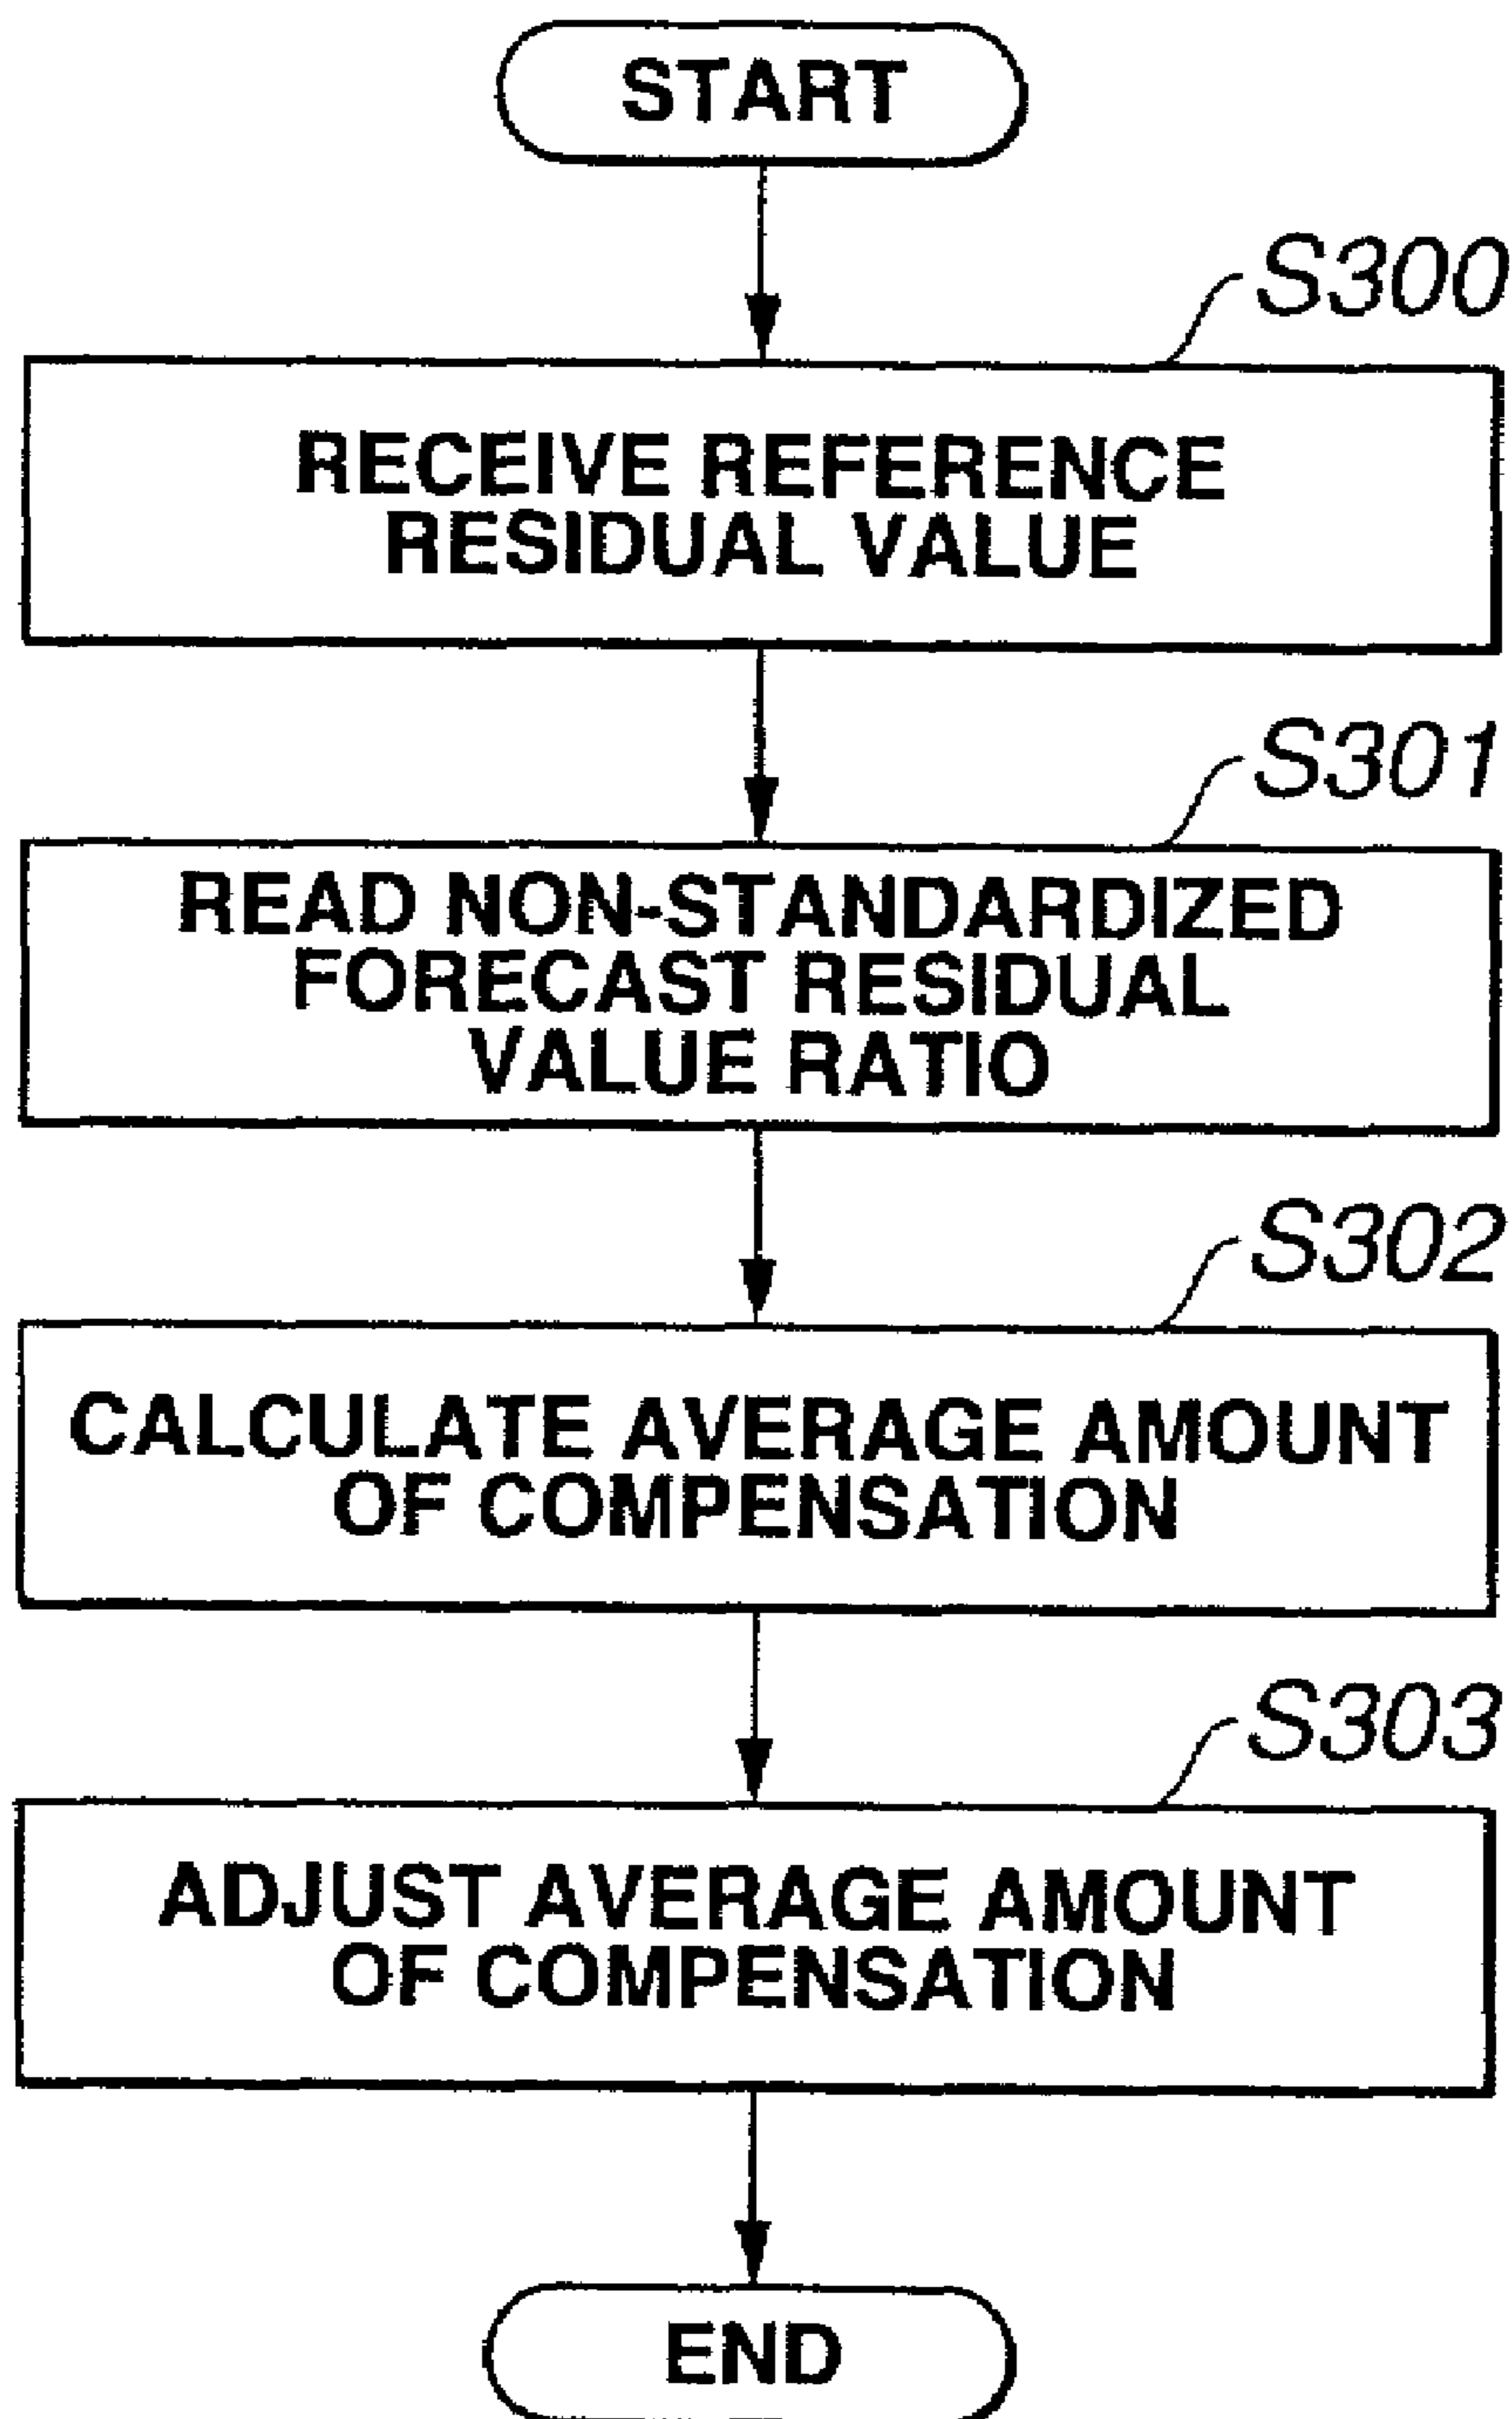 START
S300
RECEIVE REFERENCE
RESIDUAL VALUE
S301
READ NON-STANDARDIZED
FORECAST RESIDUAL
VALUE RATIO
S302
CALCULATE AVERAGE AMOUNT
OF COMPENSATION
S303
ADJUST AVERAGE AMOUNT
OF COMPENSATION
END